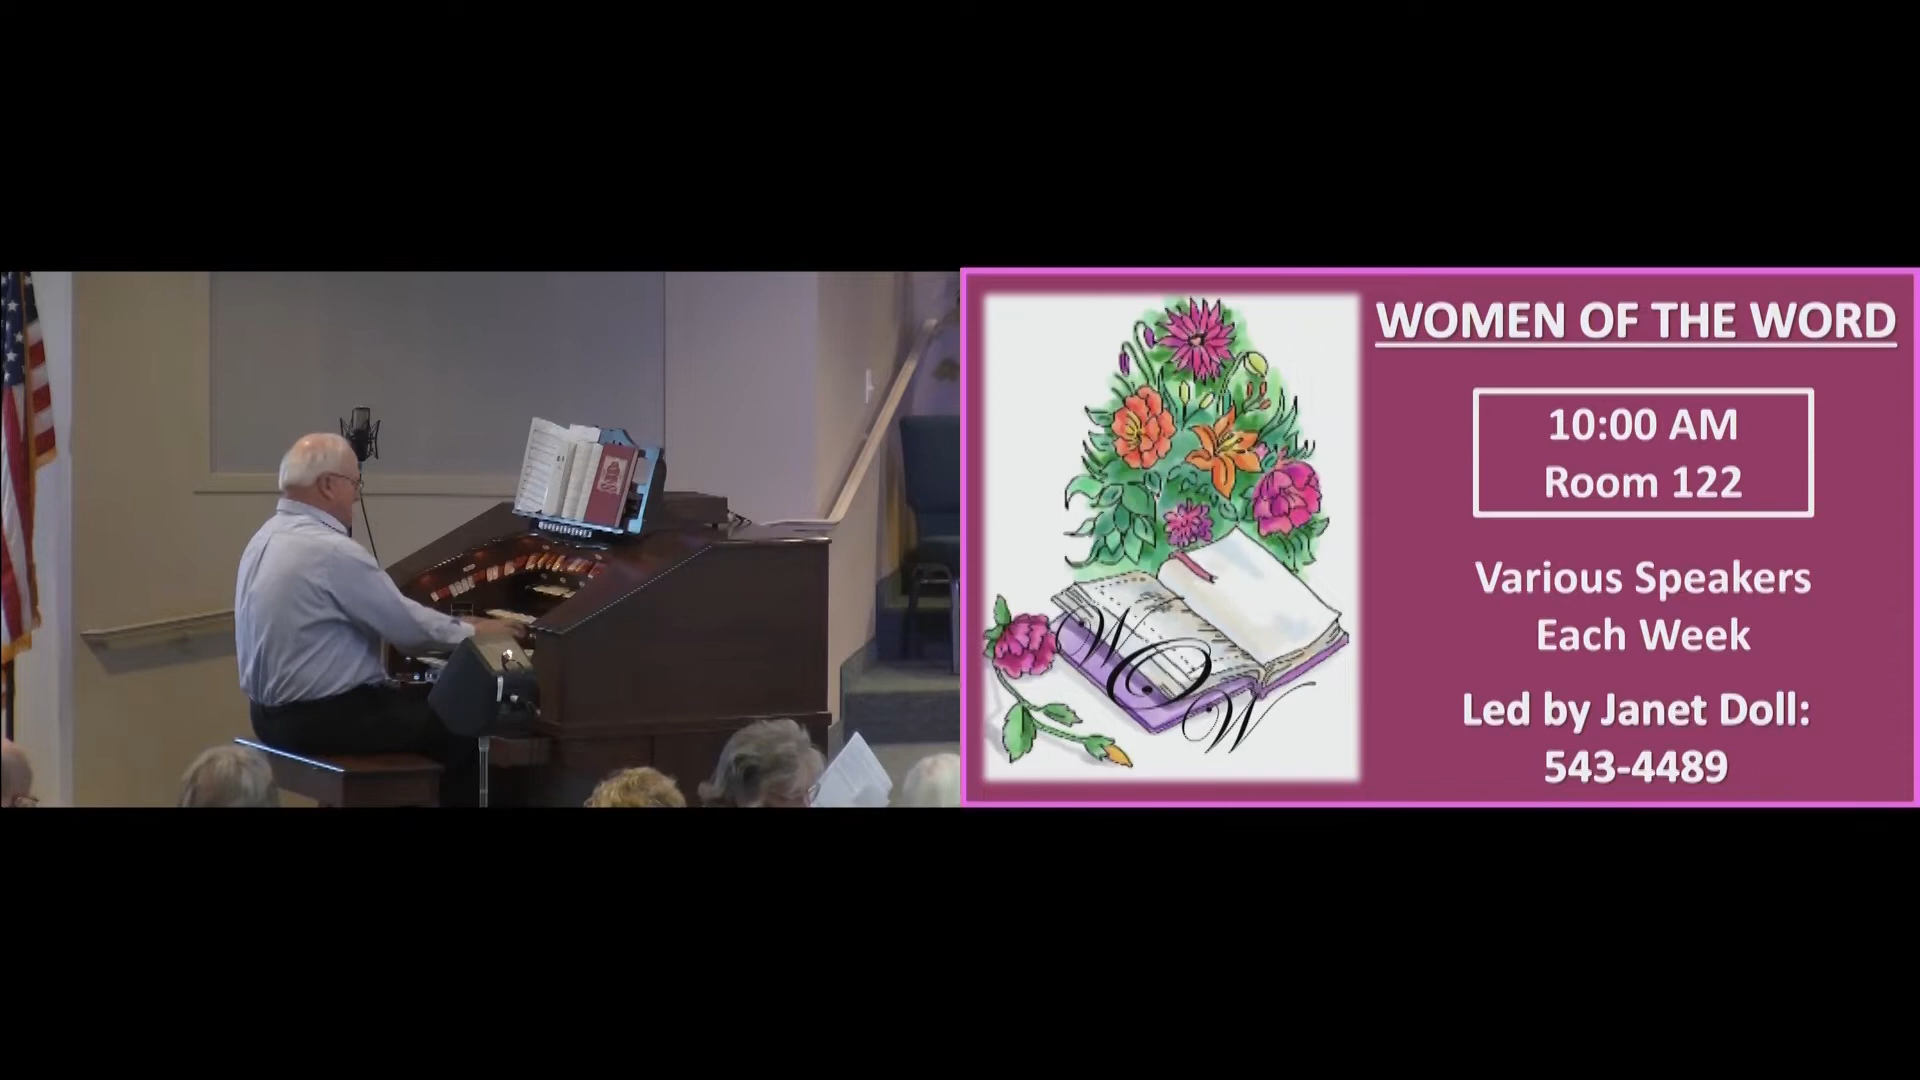 WOMEN OF THE WORD
10:00 AM
Room 122
Various Speakers
Each Week
Led by Janet Doll:
543-4489
WOW